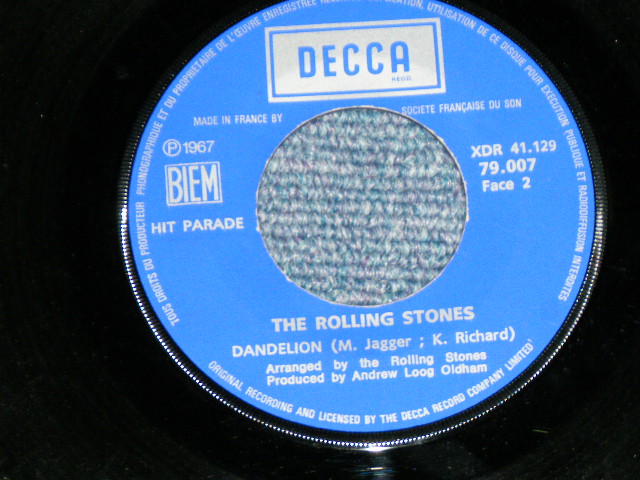 TOUS DROITS DU PRODUCTEUR PHONOGRAPHIQUE ET DU PROPRIETAIRE DE L'ŒUVRE ENREGISTREE UTILISATION DE CE DISQUE POUR EXECUTION PUBLIQUE ET RADIODIFFUSION INTERDITES
DECCA
REGD
MADE IN FRANCE BY
SOCIETE FRANÇAISE DU SON
Ⓟ 1967
XDR 41.129
79.007
Face 2
BIEM
HIT PARADE
THE ROLLING STONES
DANDELION (M. Jagger ; K. Richard)
Arranged by the Rolling Stones
Produced by Andrew Loog Oldham
ORIGINAL RECORDING AND LICENSED BY THE DECCA RECORD COMPANY LIMITED